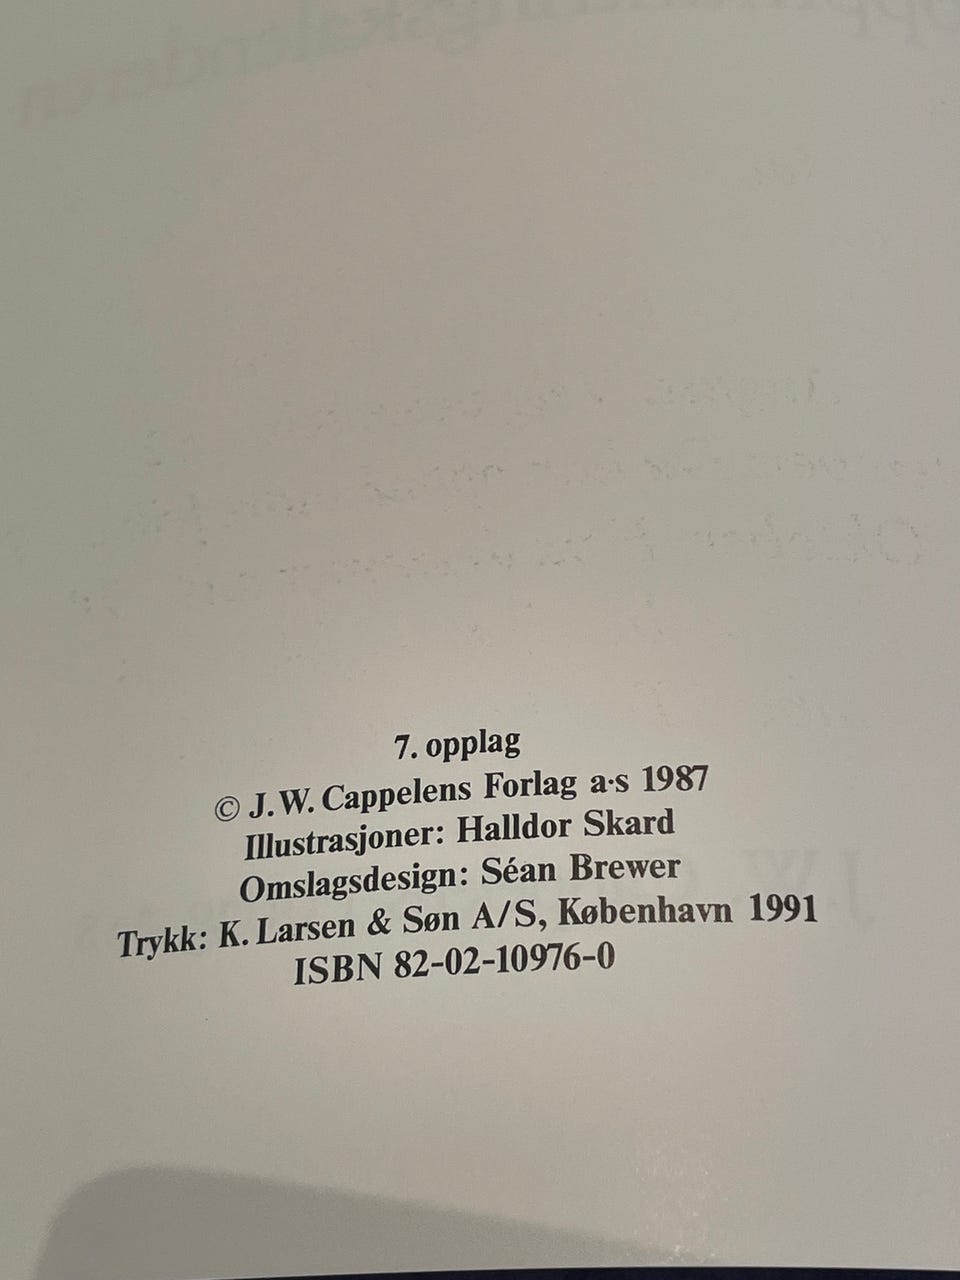 7. opplag
© J. W. Cappelens Forlag a·s 1987
Illustrasjoner: Halldor Skard
Omslagsdesign: Séan Brewer
Trykk: K. Larsen & Søn A/S, København 1991
ISBN 82-02-10976-0